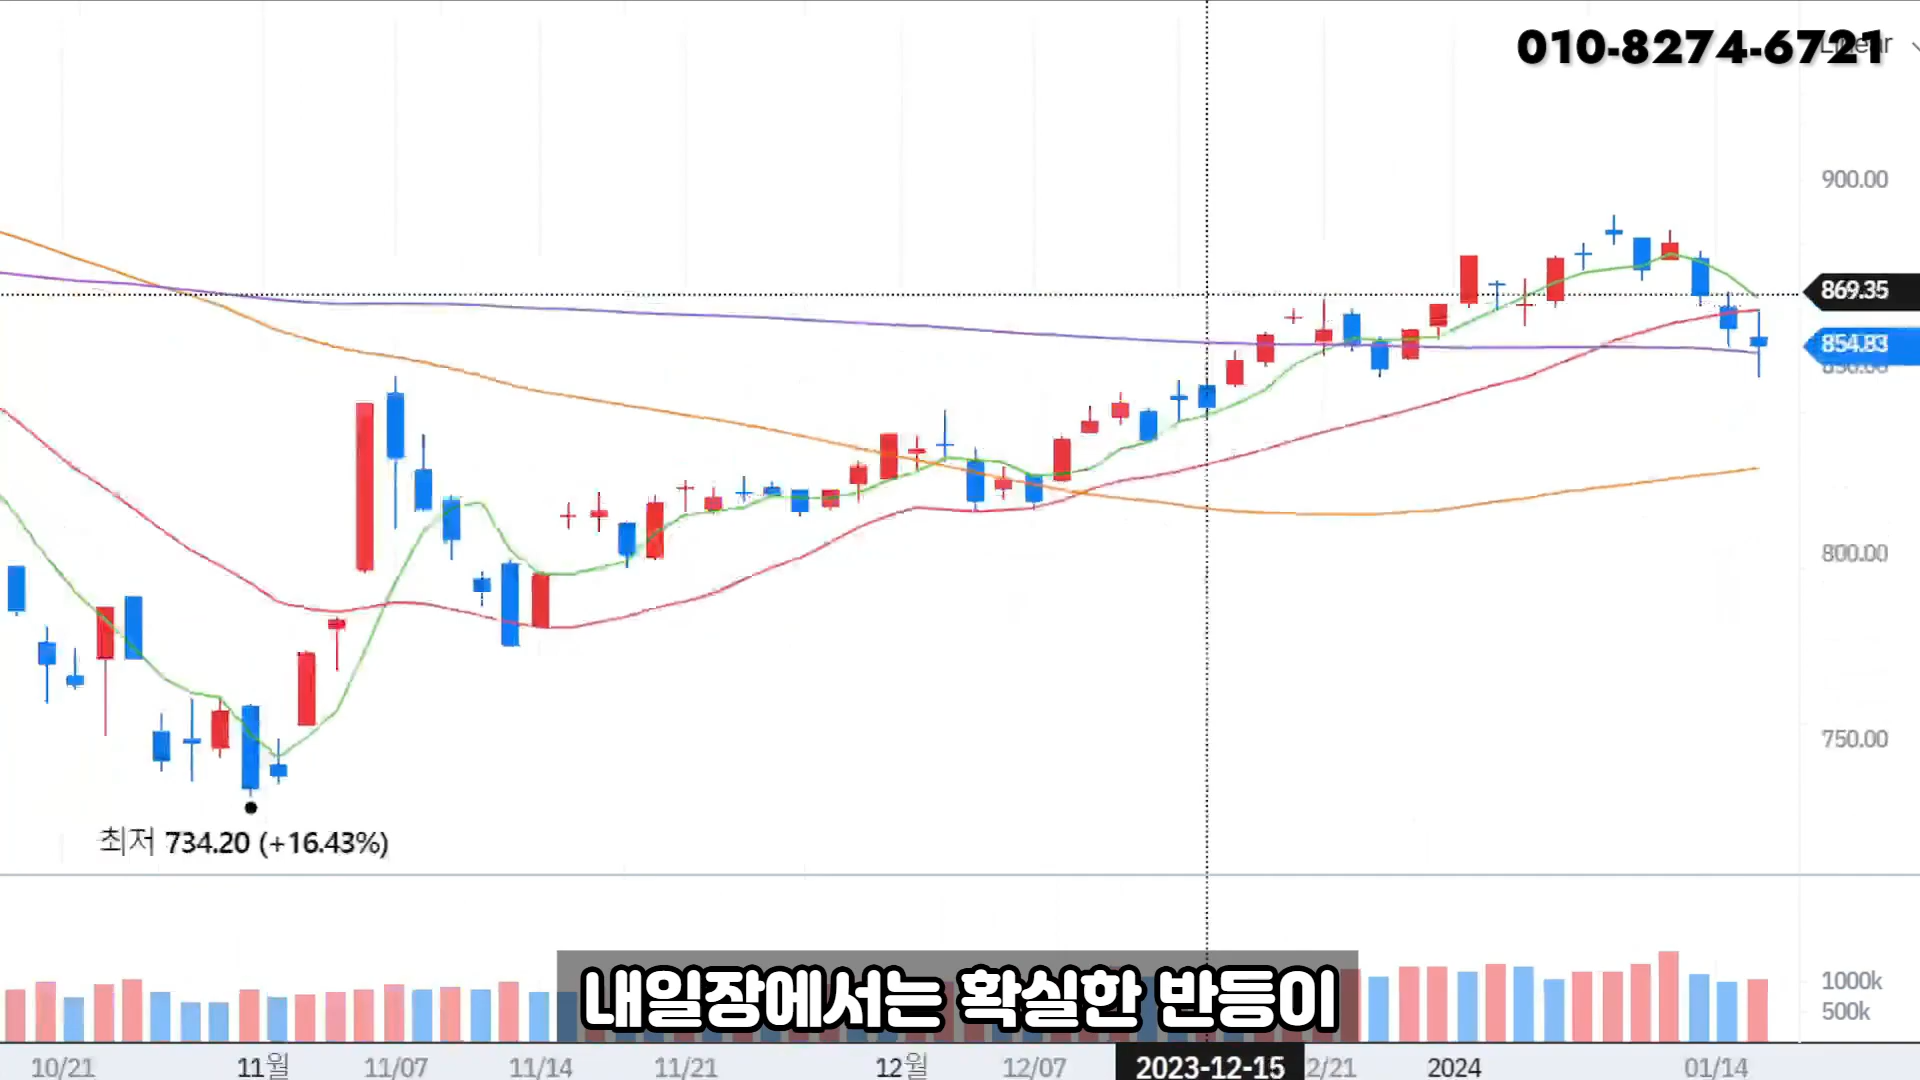 010-8274-6721
900.00
869.35
854.83
850.00
800.00
750.00
최저 734.20 (+16.43%)
내일장에서는 확실한 반등이
1000k
500k
10/21 11월 11/07 11/14 11/21 12월 12/07 2023-12-15 2/21 2024 01/14